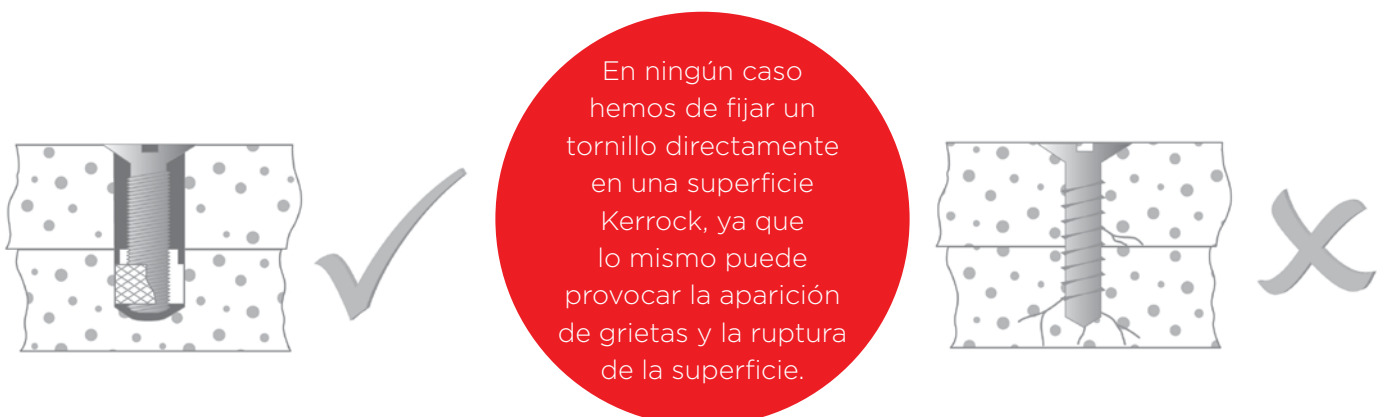 En ningún caso
hemos de fijar un
tornillo directamente
en una superficie
Kerrock, ya que
lo mismo puede
provocar la aparición
de grietas y la ruptura
de la superficie.